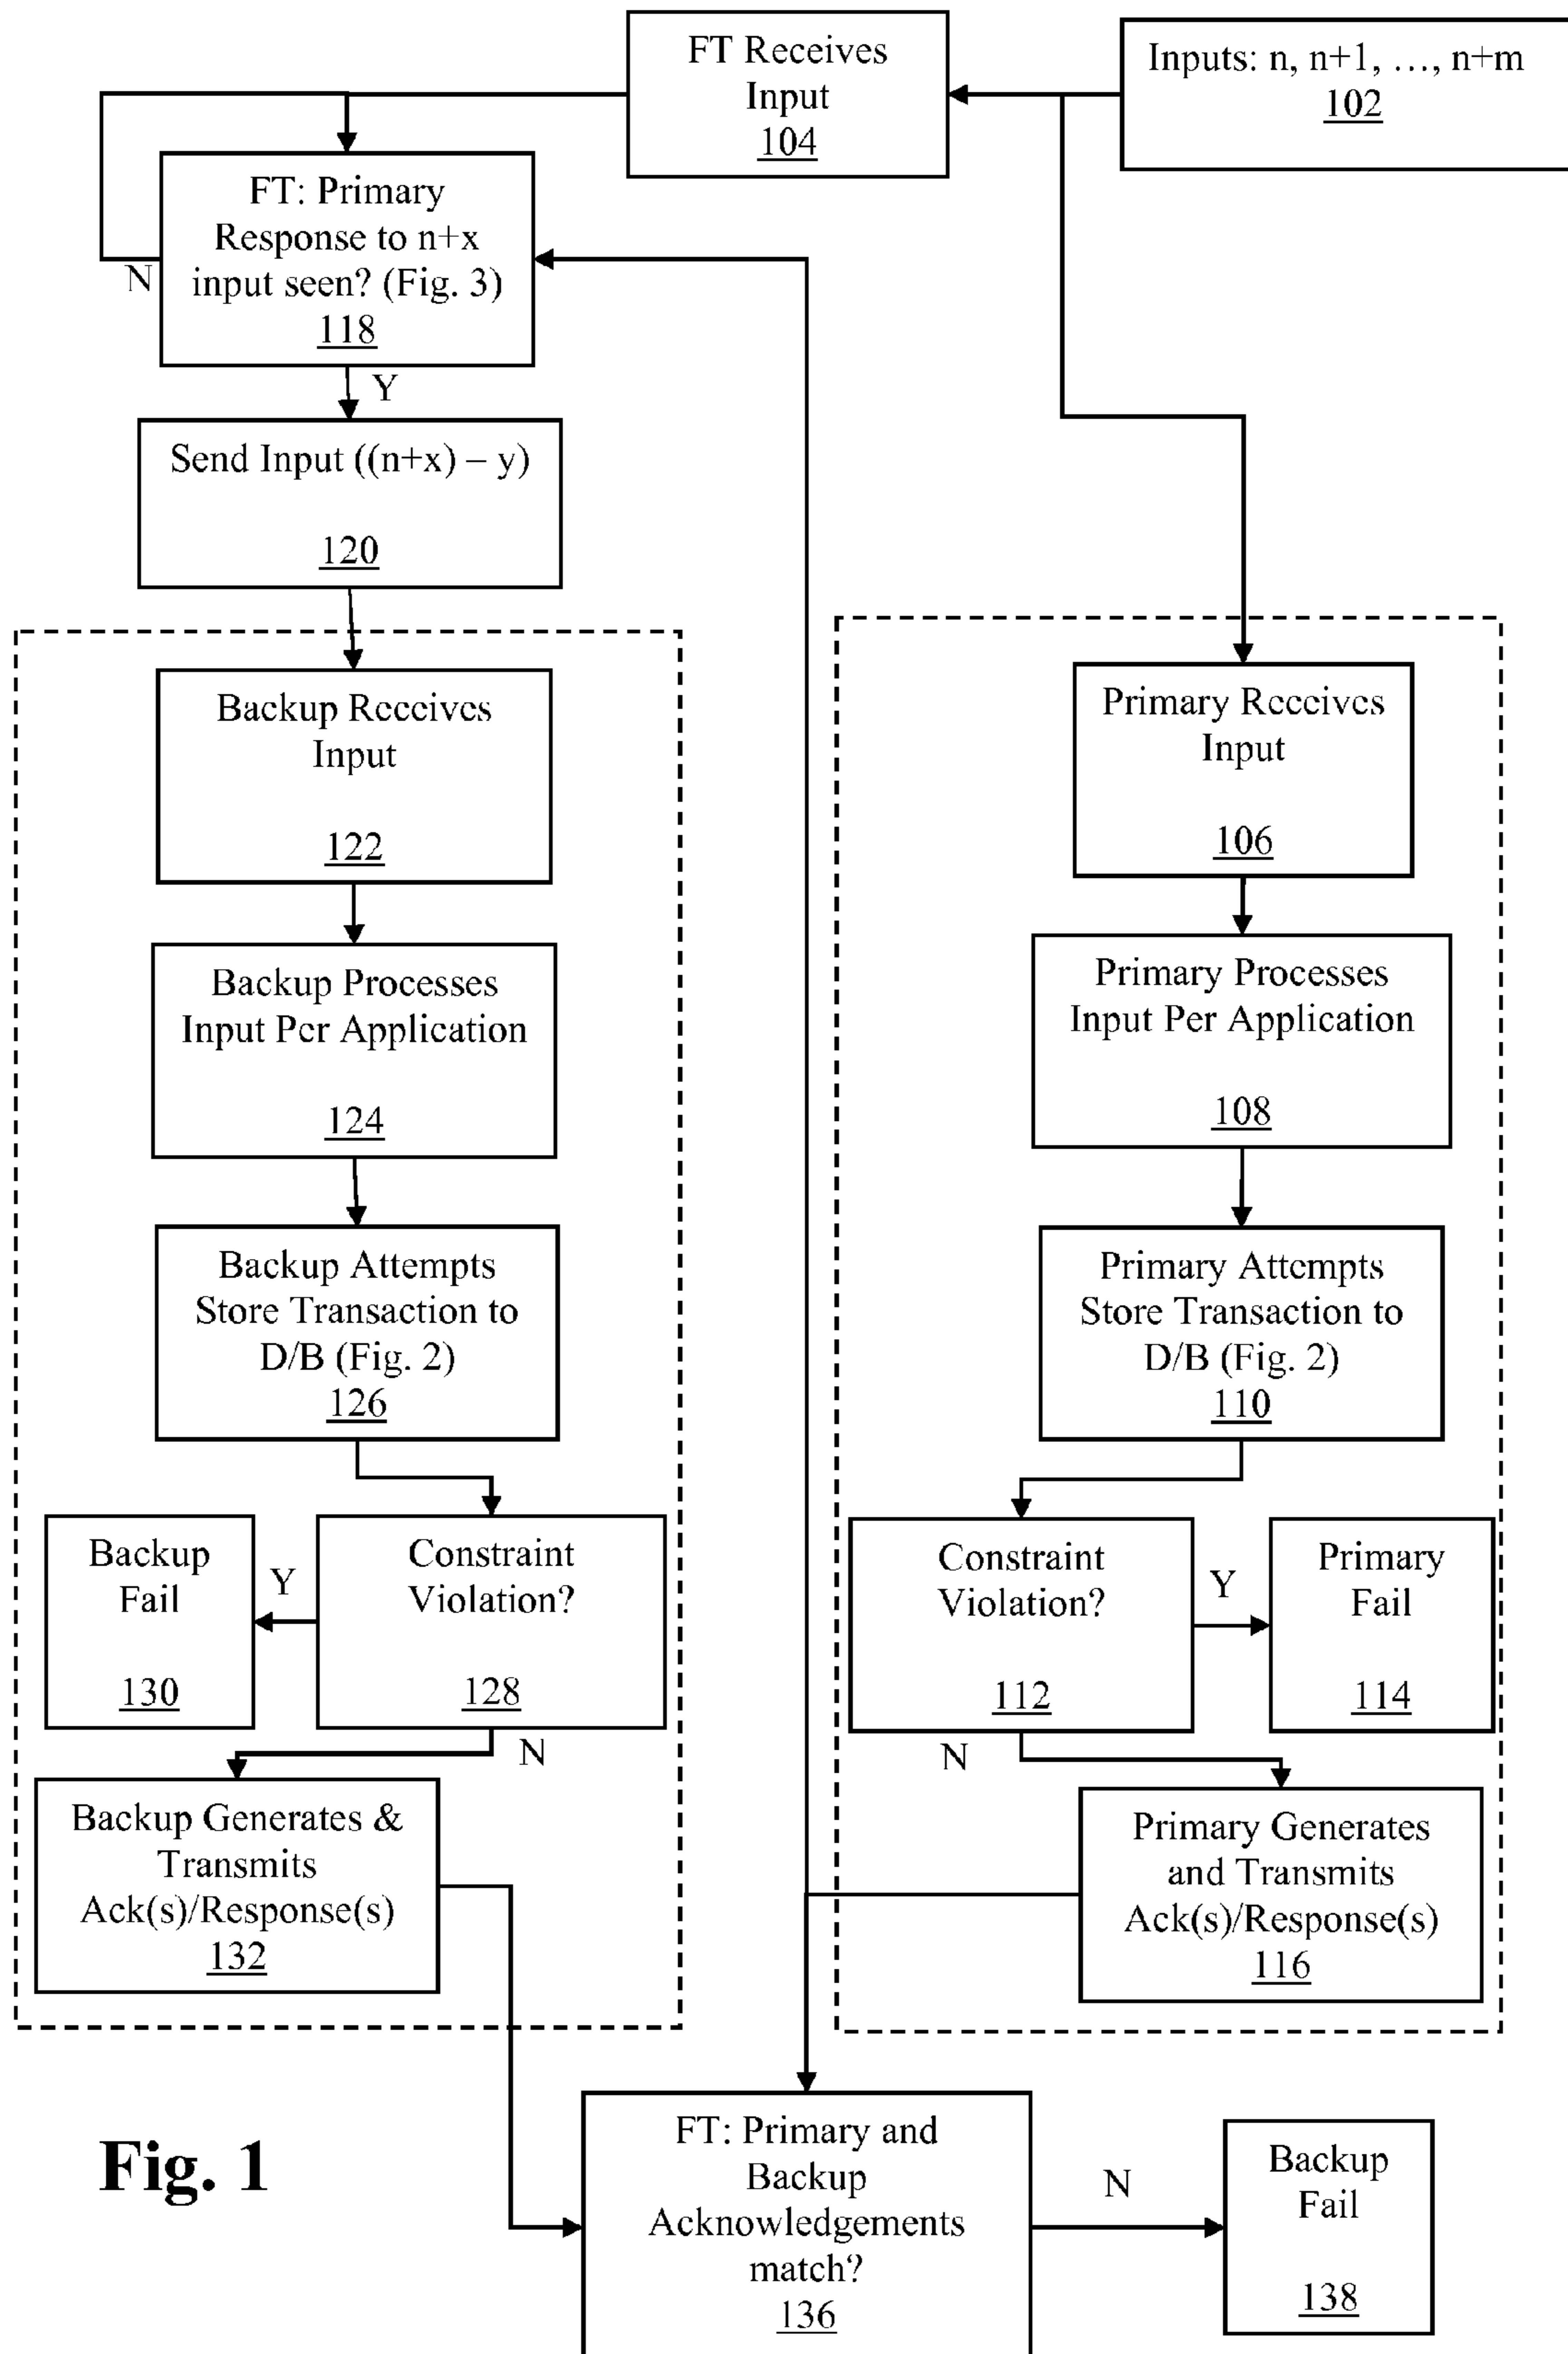 FT Receives
Input
104
Inputs: n, n+1, …, n+m
102
FT: Primary
Response to n+x
input seen? (Fig. 3)
118
N
Y
Send Input ((n+x) – y)
120
Backup Receives
Input
122
Backup Processes
Input Per Application
124
Backup Attempts
Store Transaction to
D/B (Fig. 2)
126
Constraint
Violation?
128
Y
Backup
Fail
130
N
Backup Generates &
Transmits
Ack(s)/Response(s)
132
Primary Receives
Input
106
Primary Processes
Input Per Application
108
Primary Attempts
Store Transaction to
D/B (Fig. 2)
110
Constraint
Violation?
112
Y
Primary
Fail
114
N
Primary Generates
and Transmits
Ack(s)/Response(s)
116
FT: Primary and
Backup
Acknowledgements
match?
136
N
Backup
Fail
138
Fig. 1